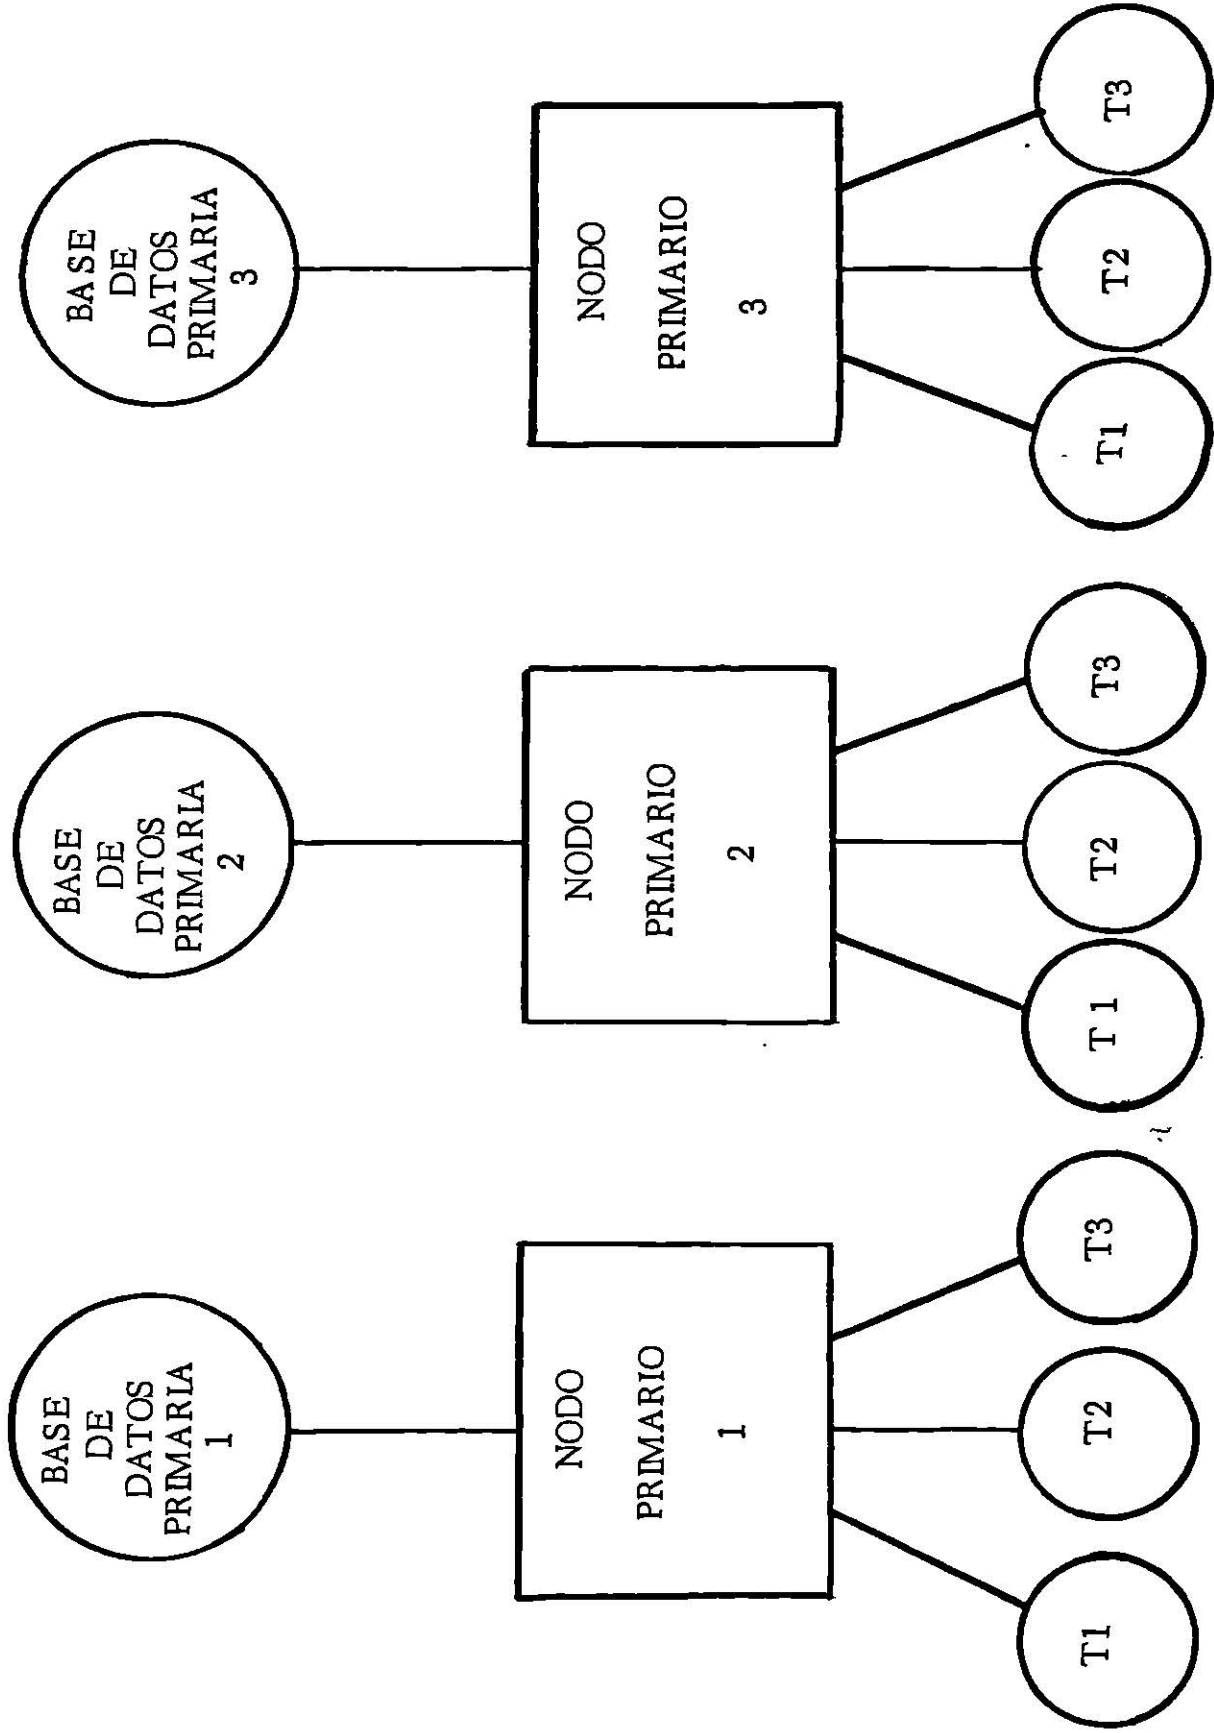 BASE
DE
DATOS
PRIMARIA
1
NODO
PRIMARIO
1
T1
T2
T3
BASE
DE
DATOS
PRIMARIA
2
NODO
PRIMARIO
2
T 1
T2
T3
BASE
DE
DATOS
PRIMARIA
3
NODO
PRIMARIO
3
T1
T2
T3